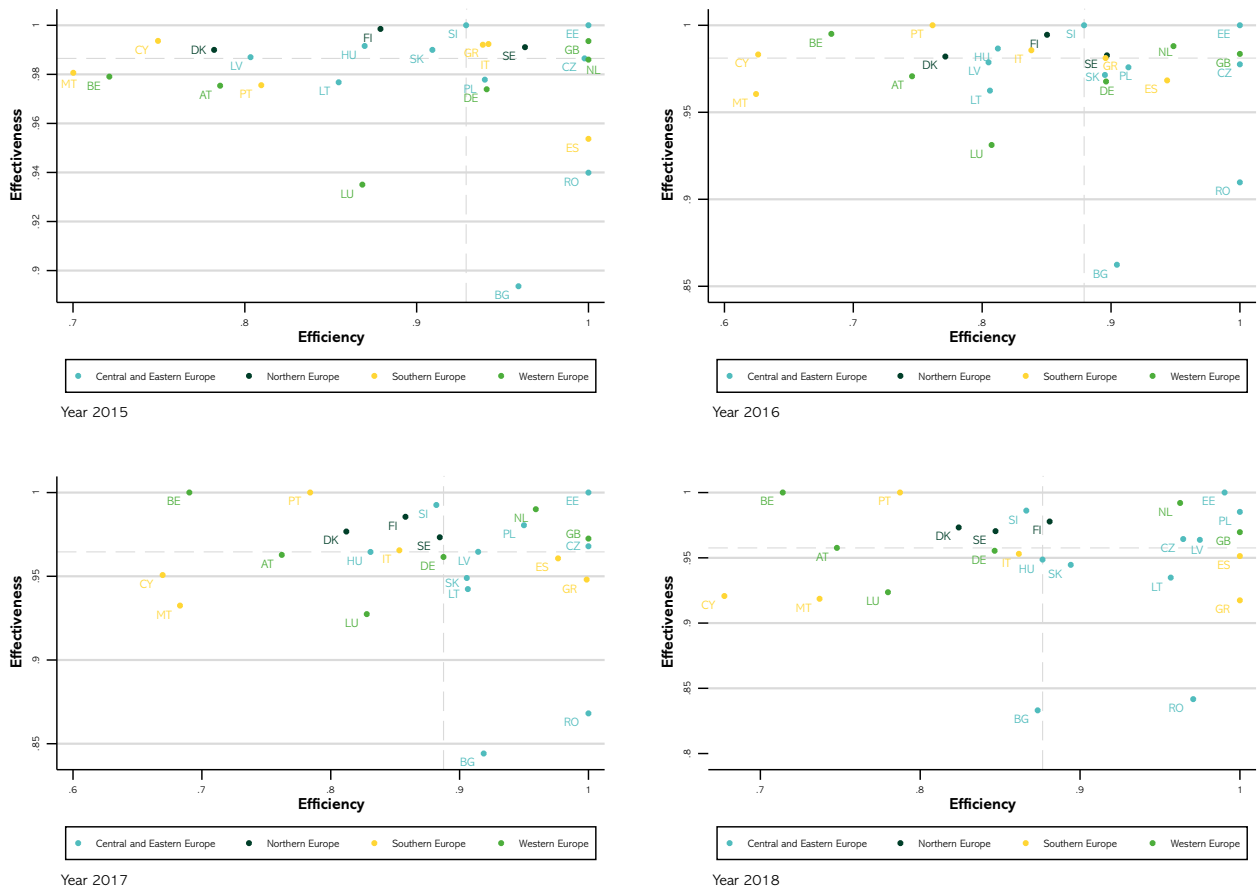 Effectiveness
1
.98
.96
.94
.92
.9
CY
DK
LV
MT
BE
AT
PT
LT
HU
FI
LU
SK
SI
GR
IT
PL
DE
SE
BG
EE
GB
CZ
NL
ES
RO
.7
.8
.9
1
Efficiency
Central and Eastern Europe
Northern Europe
Southern Europe
Western Europe
Year 2015
Effectiveness
1
.95
.9
.85
CY
MT
BE
AT
PT
DK
HU
LV
LT
LU
IT
FI
SI
SE
GR
SK
DE
PL
BG
NL
ES
EE
GB
CZ
RO
.6
.7
.8
.9
1
Efficiency
Central and Eastern Europe
Northern Europe
Southern Europe
Western Europe
Year 2016
Effectiveness
1
.95
.9
.85
BE
CY
MT
AT
PT
DK
HU
LU
IT
FI
SI
SE
DE
LV
SK
LT
BG
NL
PL
ES
GR
EE
GB
CZ
RO
.6
.7
.8
.9
1
Efficiency
Central and Eastern Europe
Northern Europe
Southern Europe
Western Europe
Year 2017
Effectiveness
1
.95
.9
.85
.8
BE
CY
MT
AT
PT
LU
DK
SE
DE
SI
IT
FI
HU
SK
BG
NL
CZ
LV
LT
RO
EE
PL
GB
ES
GR
.7
.8
.9
1
Efficiency
Central and Eastern Europe
Northern Europe
Southern Europe
Western Europe
Year 2018